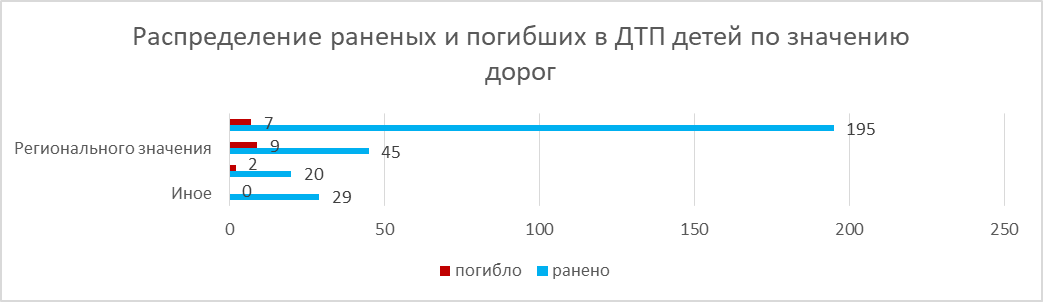 Распределение раненых и погибших в ДТП детей по значению
дорог
7
195
Регионального значения
9
45
2
20
Иное
0
29
0 50 100 150 200 250
погибло ранено